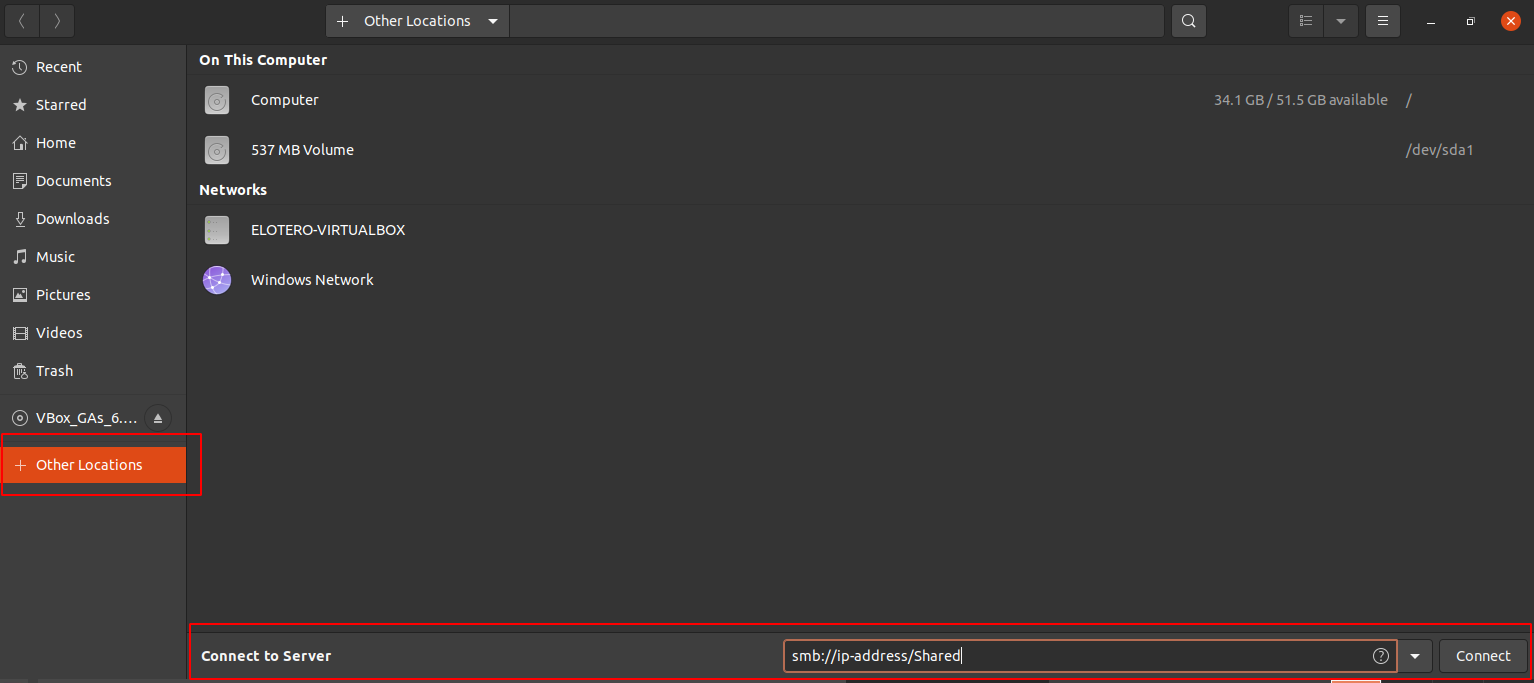 Other Locations
On This Computer
Recent
Computer 34.1 GB / 51.5 GB available /
Starred
Home
537 MB Volume /dev/sda1
Documents
Networks
Downloads
ELOTERO-VIRTUALBOX
Music
Windows Network
Pictures
Videos
Trash
VBox_GAs_6....
Other Locations
Connect to Server smb://ip-address/Shared Connect